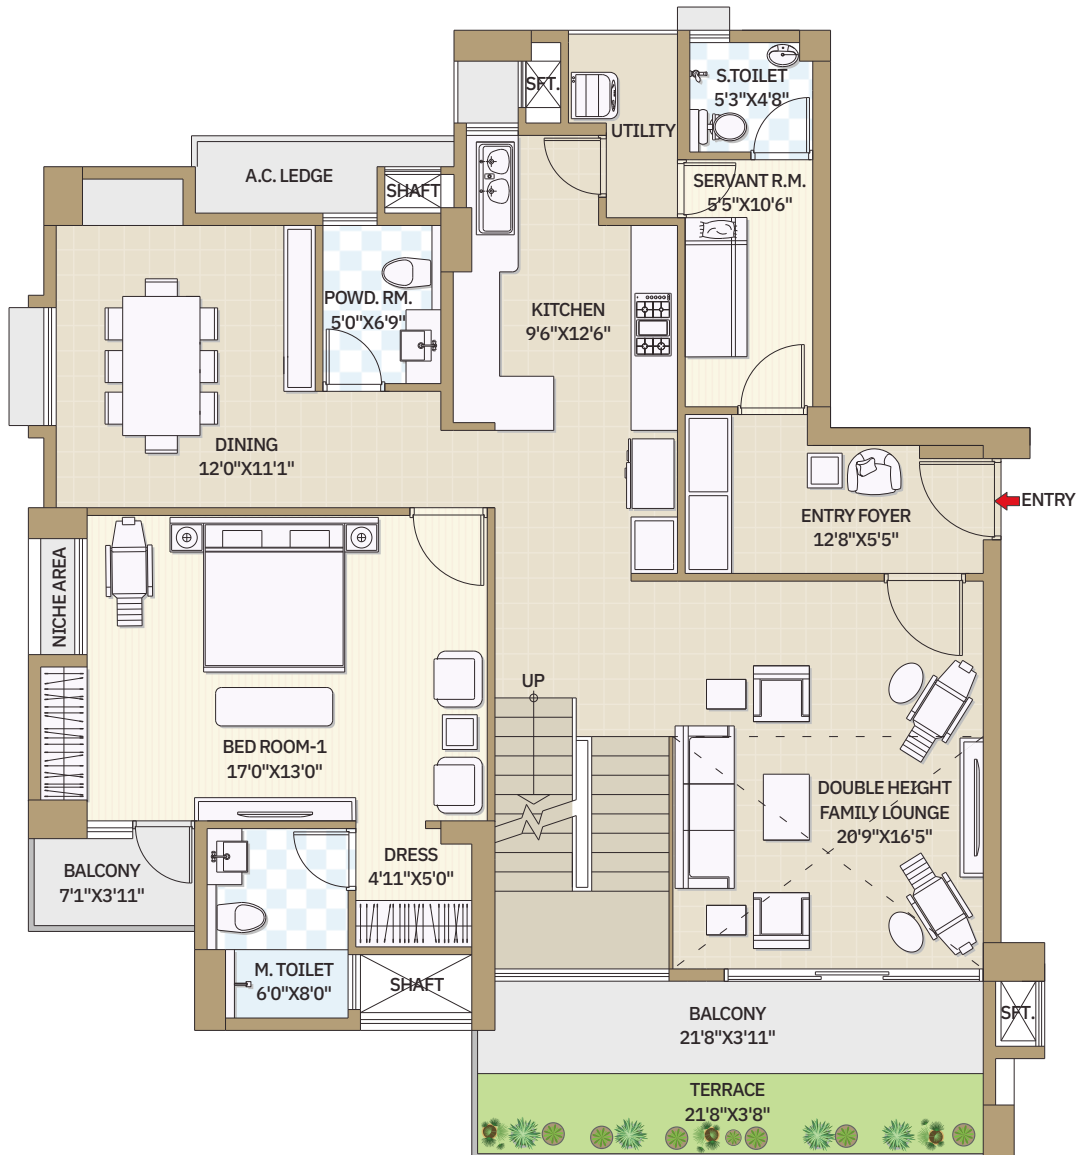 SFT.
S.TOILET
5'3"X4'8"
UTILITY
A.C. LEDGE
SHAFT
SERVANT R.M.
5'5"X10'6"
POWD. RM.
5'0"X6'9"
KITCHEN
9'6"X12'6"
DINING
12'0"X11'1"
ENTRY
ENTRY FOYER
12'8"X5'5"
NICHE AREA
UP
BED ROOM-1
17'0"X13'0"
DOUBLE HEIGHT
FAMILY LOUNGE
20'9"X16'5"
BALCONY
7'1"X3'11"
DRESS
4'11"X5'0"
M. TOILET
6'0"X8'0"
SHAFT
BALCONY
21'8"X3'11"
SFT.
TERRACE
21'8"X3'8"